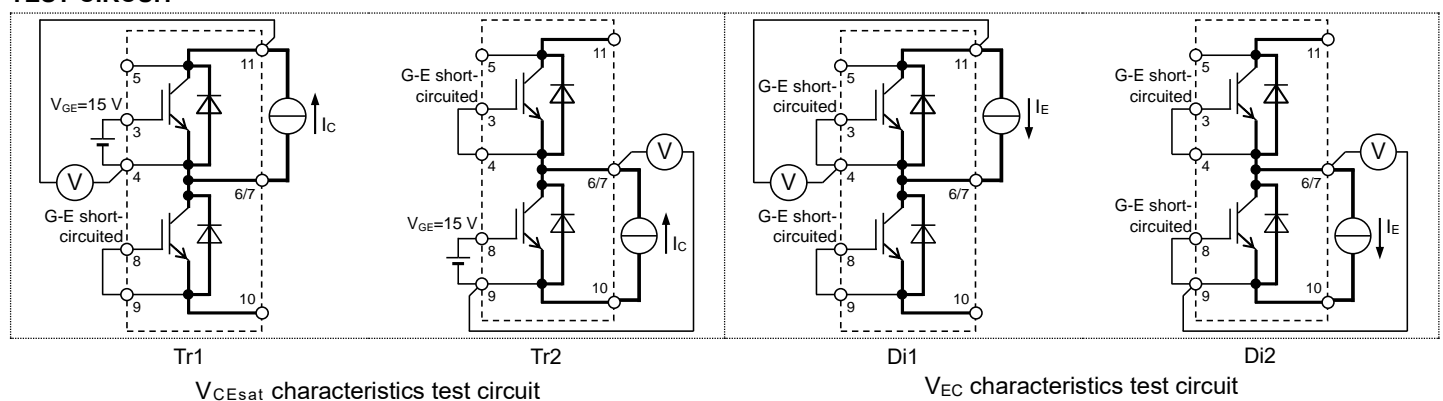 11
5
V_GE=15 V
3
I_C
4
V
6/7
G-E short-
circuited
8
9
10
Tr1
11
5
G-E short-
circuited
3
4
V
6/7
V_GE=15 V
8
I_C
9
10
Tr2
V_CEsat characteristics test circuit
11
5
G-E short-
circuited
3
I_E
4
V
6/7
G-E short-
circuited
8
9
10
Di1
11
5
G-E short-
circuited
3
4
V
6/7
G-E short-
circuited
8
I_E
9
10
Di2
V_EC characteristics test circuit